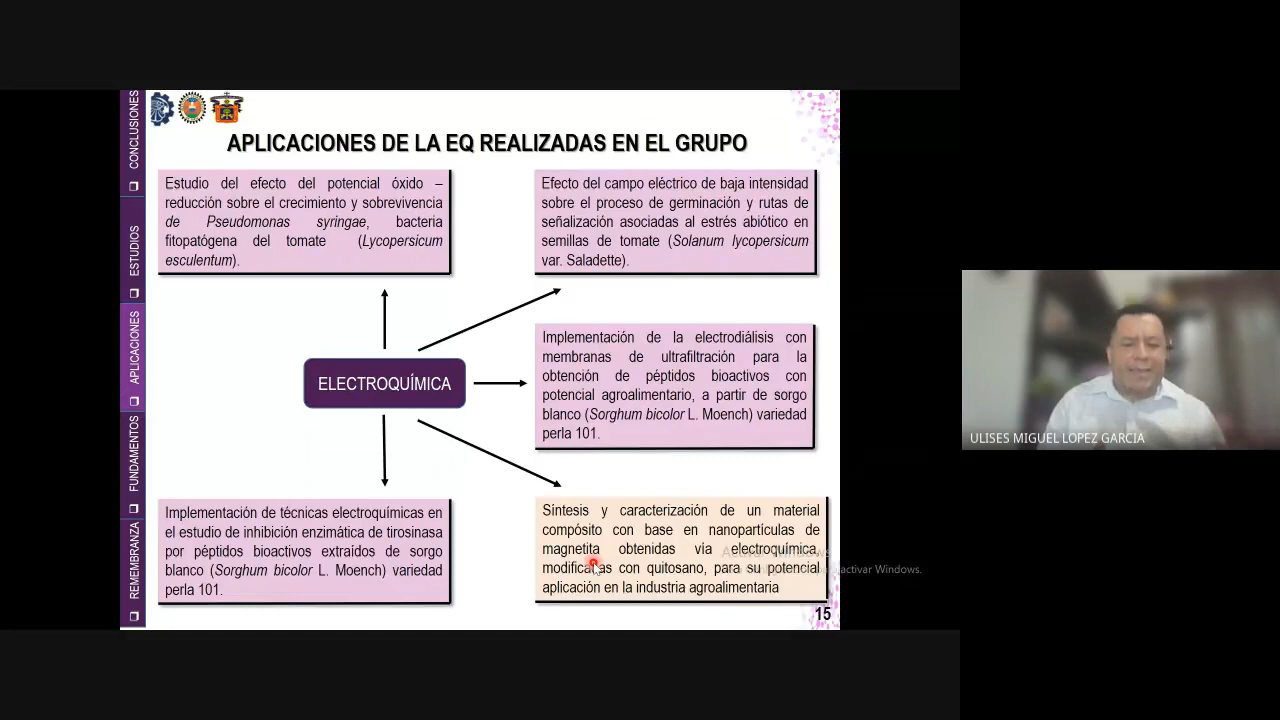 APLICACIONES DE LA EQ REALIZADAS EN EL GRUPO
Estudio del efecto del potencial óxido –
reducción sobre el crecimiento y sobrevivencia
de Pseudomonas syringae, bacteria
fitopatógena del tomate (Lycopersicum
esculentum).
Efecto del campo eléctrico de baja intensidad
sobre el proceso de germinación y rutas de
señalización asociadas al estrés abiótico en
semillas de tomate (Solanum lycopersicum
var. Saladette).
ELECTROQUÍMICA
Implementación de la electrodiálisis con
membranas de ultrafiltración para la
obtención de péptidos bioactivos con
potencial agroalimentario, a partir de sorgo
blanco (Sorghum bicolor L. Moench) variedad
perla 101.
Implementación de técnicas electroquímicas en
el estudio de inhibición enzimática de tirosinasa
por péptidos bioactivos extraídos de sorgo
blanco (Sorghum bicolor L. Moench) variedad
perla 101.
Síntesis y caracterización de un material
compósito con base en nanopartículas de
magnetita obtenidas vía electroquímica,
modificadas con quitosano, para su potencial
aplicación en la industria agroalimentaria
Activar Windows
activar Windows.
15
CONCLUSIONES
ESTUDIOS
APLICACIONES
FUNDAMENTOS
REMEMBRANZA
ULISES MIGUEL LOPEZ GARCIA